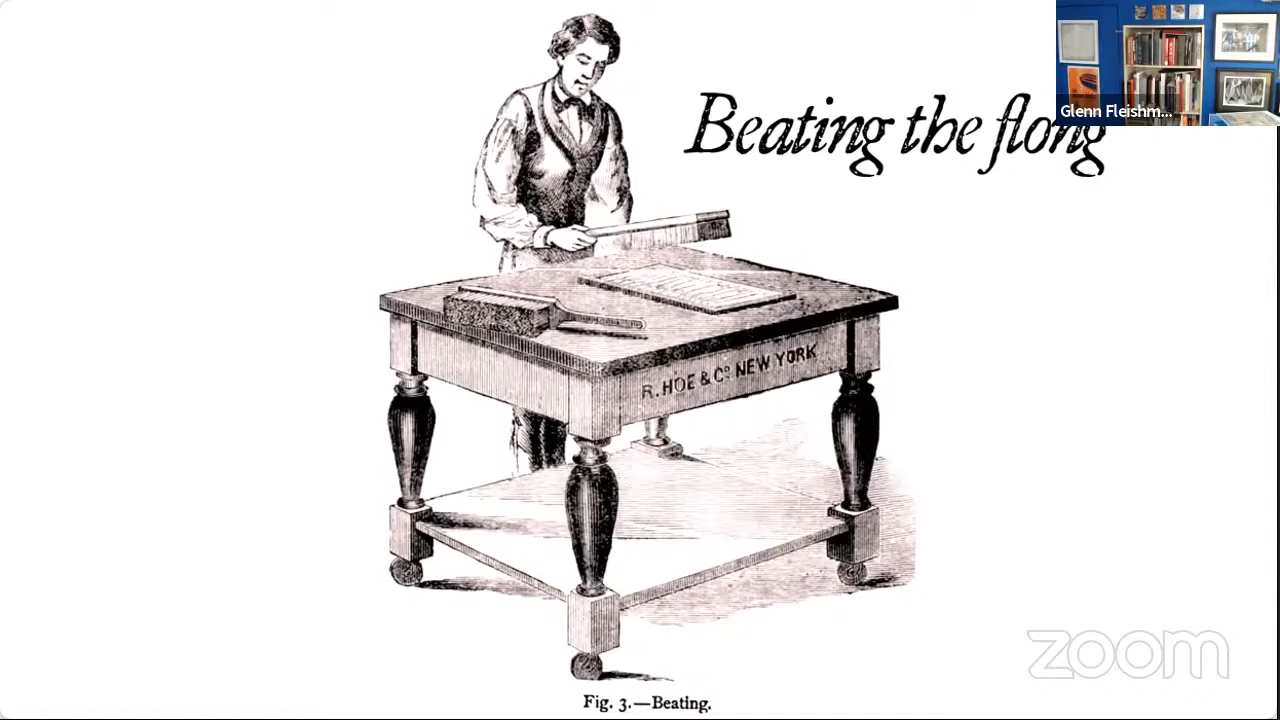 Beating the flong
Glenn Fleishm...
R. HOE & Cº. NEW YORK
Fig. 3.—Beating.
zoom